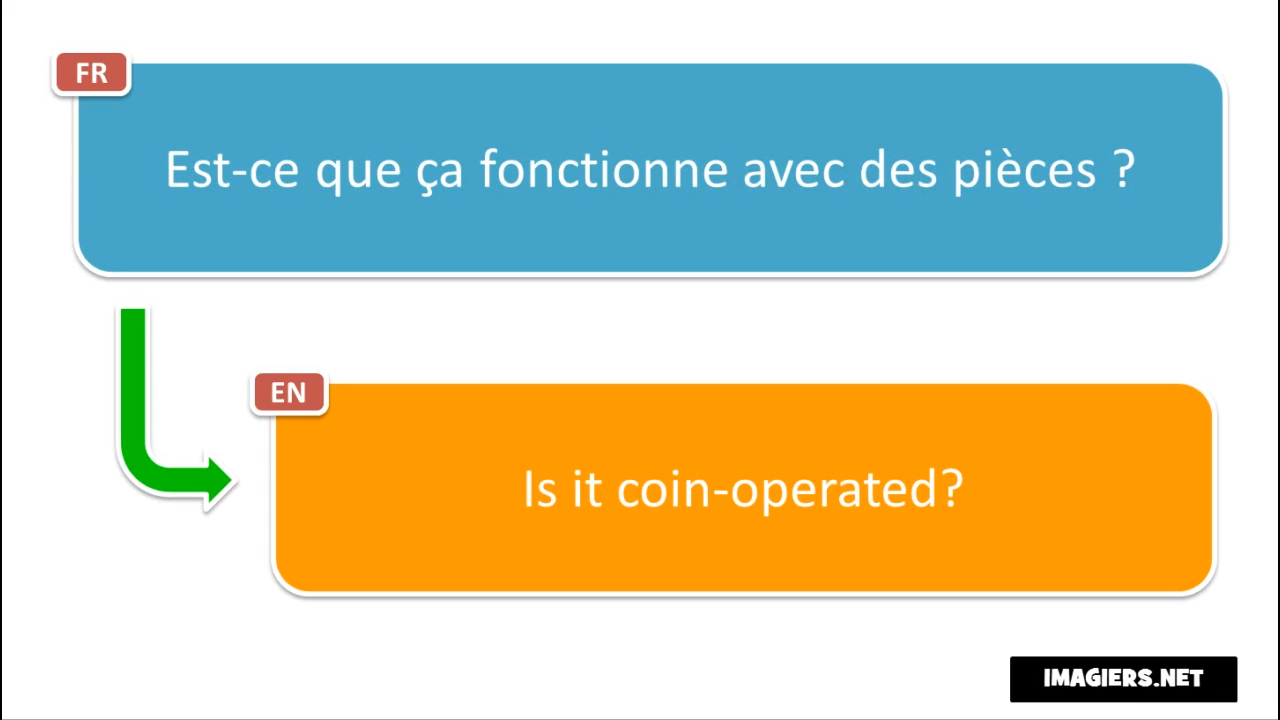 FR
Est-ce que ça fonctionne avec des pièces ?
EN
Is it coin-operated?
IMAGIERS.NET